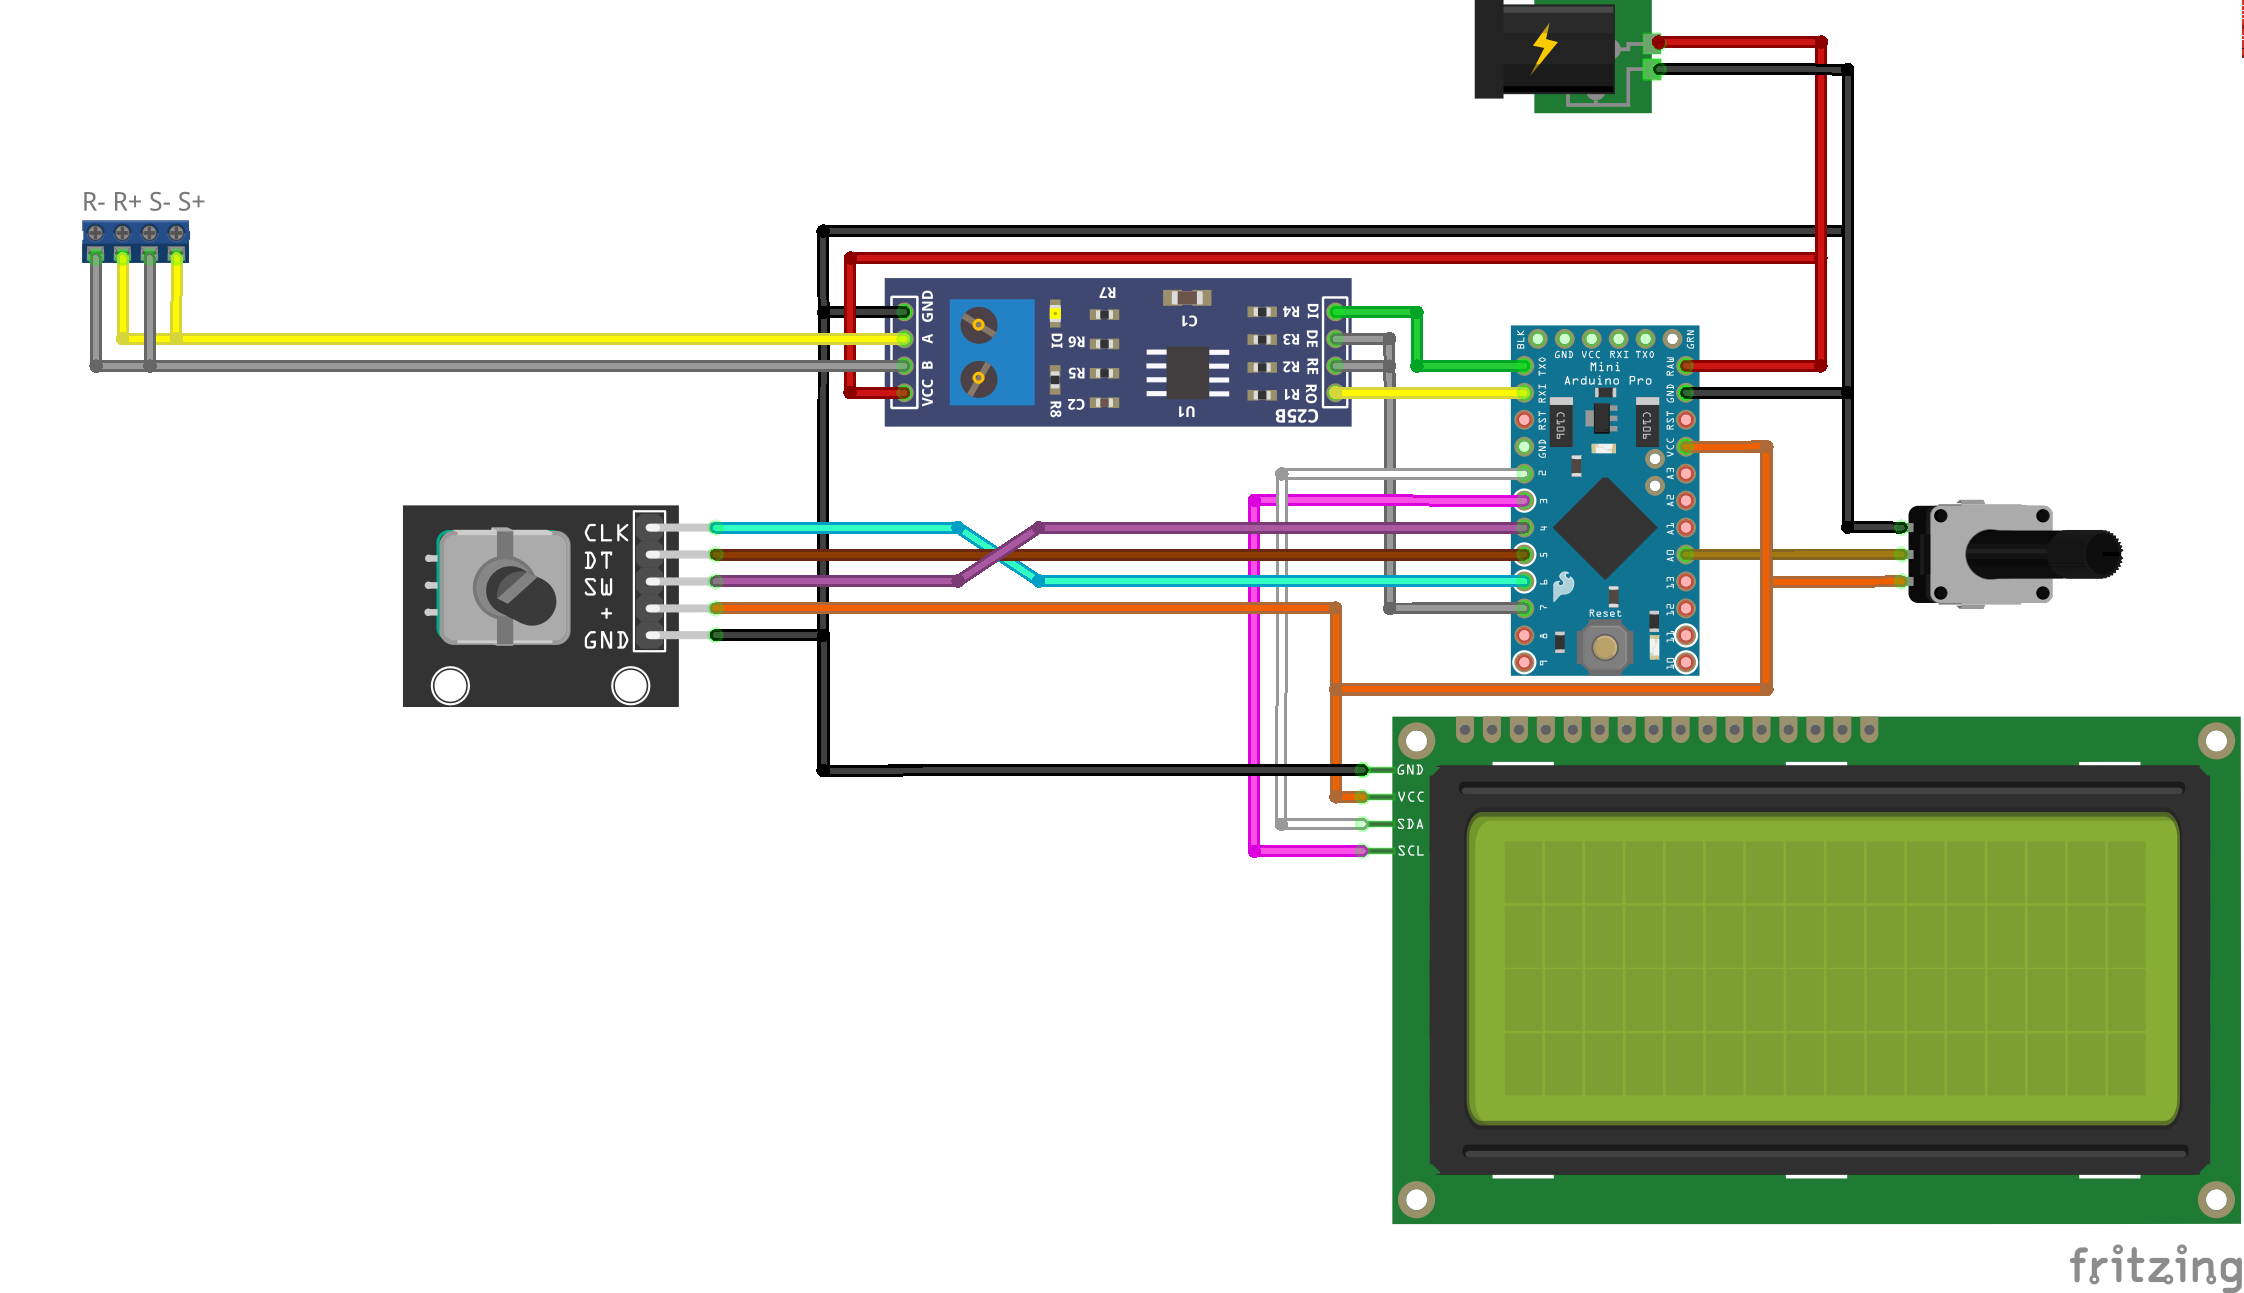 R- R+ S- S+
GND
A
B
VCC
DI
R8
R7
R6
R5
C2
C1
U1
R4
R3
R2
R1
C25B
DI
DE
RE
RO
BLK
GND VCC RXI TXO
GRN
Mini
Arduino Pro
TXO
RXI
RST
GND
2
3
4
5
6
7
8
9
RAW
GND
RST
VCC
A3
A2
A1
A0
13
12
11
10
C106
C106
Reset
CLK
DT
SW
+
GND
GND
VCC
SDA
SCL
fritzing